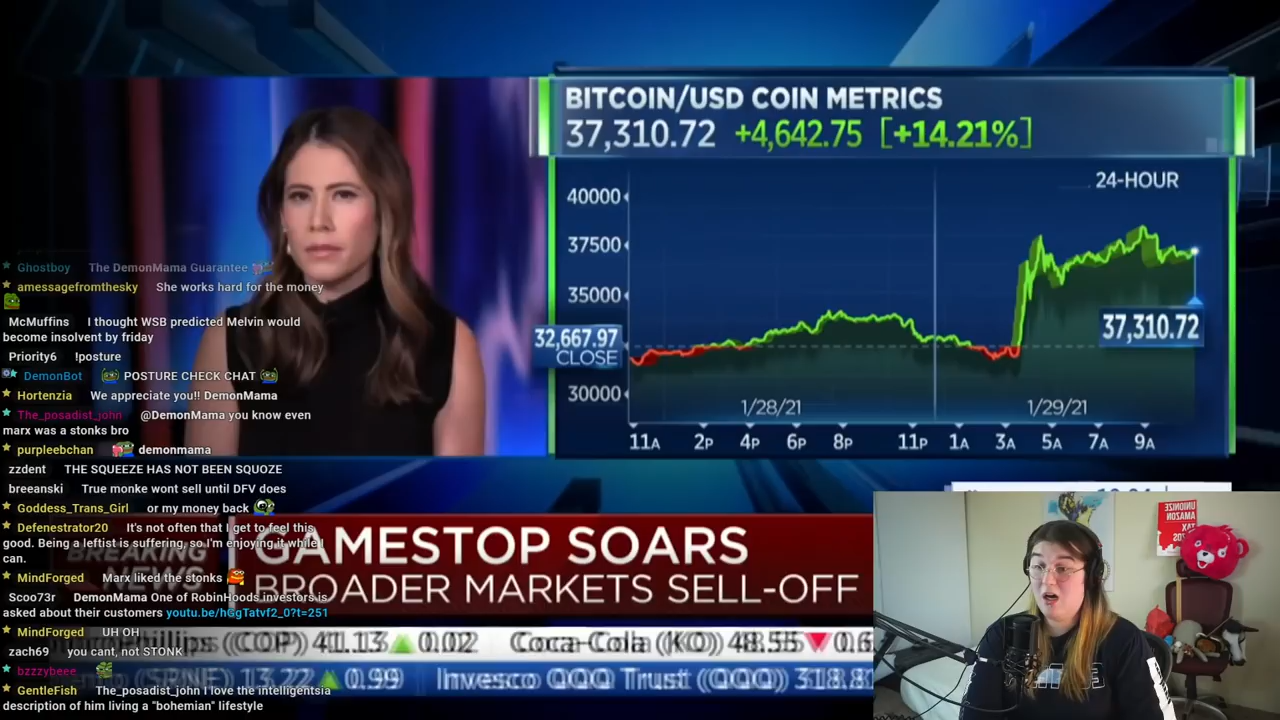 BITCOIN/USD COIN METRICS
37,310.72 +4,642.75 [+14.21%]
24-HOUR
40000
37500
35000
32,667.97
CLOSE
30000
37,310.72
1/28/21 1/29/21
11A 2P 4P 6P 8P 11P 1A 3A 5A 7A 9A
Ghostboy The DemonMama Guarantee
amessagefromthesky She works hard for the money
McMuffins I thought WSB predicted Melvin would
become insolvent by friday
Priority6 !posture
DemonBot POSTURE CHECK CHAT
Hortenzia We appreciate you!! DemonMama
The_posadist_john @DemonMama you know even
marx was a stonks bro
purpleebchan demonmama
zzdent THE SQUEEZE HAS NOT BEEN SQUOZE
breeanski True monke wont sell until DFV does
Goddess_Trans_Girl or my money back
Defenestrator20 It's not often that I get to feel this
good. Being a leftist is suffering, so I'm enjoying it while I
can.
MindForged Marx liked the stonks
Scoo73r DemonMama One of RobinHoods investors is
asked about their customers youtu.be/hGgTatvf2_0?t=251
MindForged UH OH
zach69 you cant, not STONK
bzzzybeee
GentleFish The_posadist_john I love the intelligentsia
description of him living a "bohemian" lifestyle
BREAKING
NEWS
GAMESTOP SOARS
BROADER MARKETS SELL-OFF
Phillips (COP) 41.13 0.02 Coca-Cola (KO) 48.55
(SRNE) 13.22 0.99 Invesco QQQ Trust (QQQ)
UNIONIZE
AMAZON
TAX